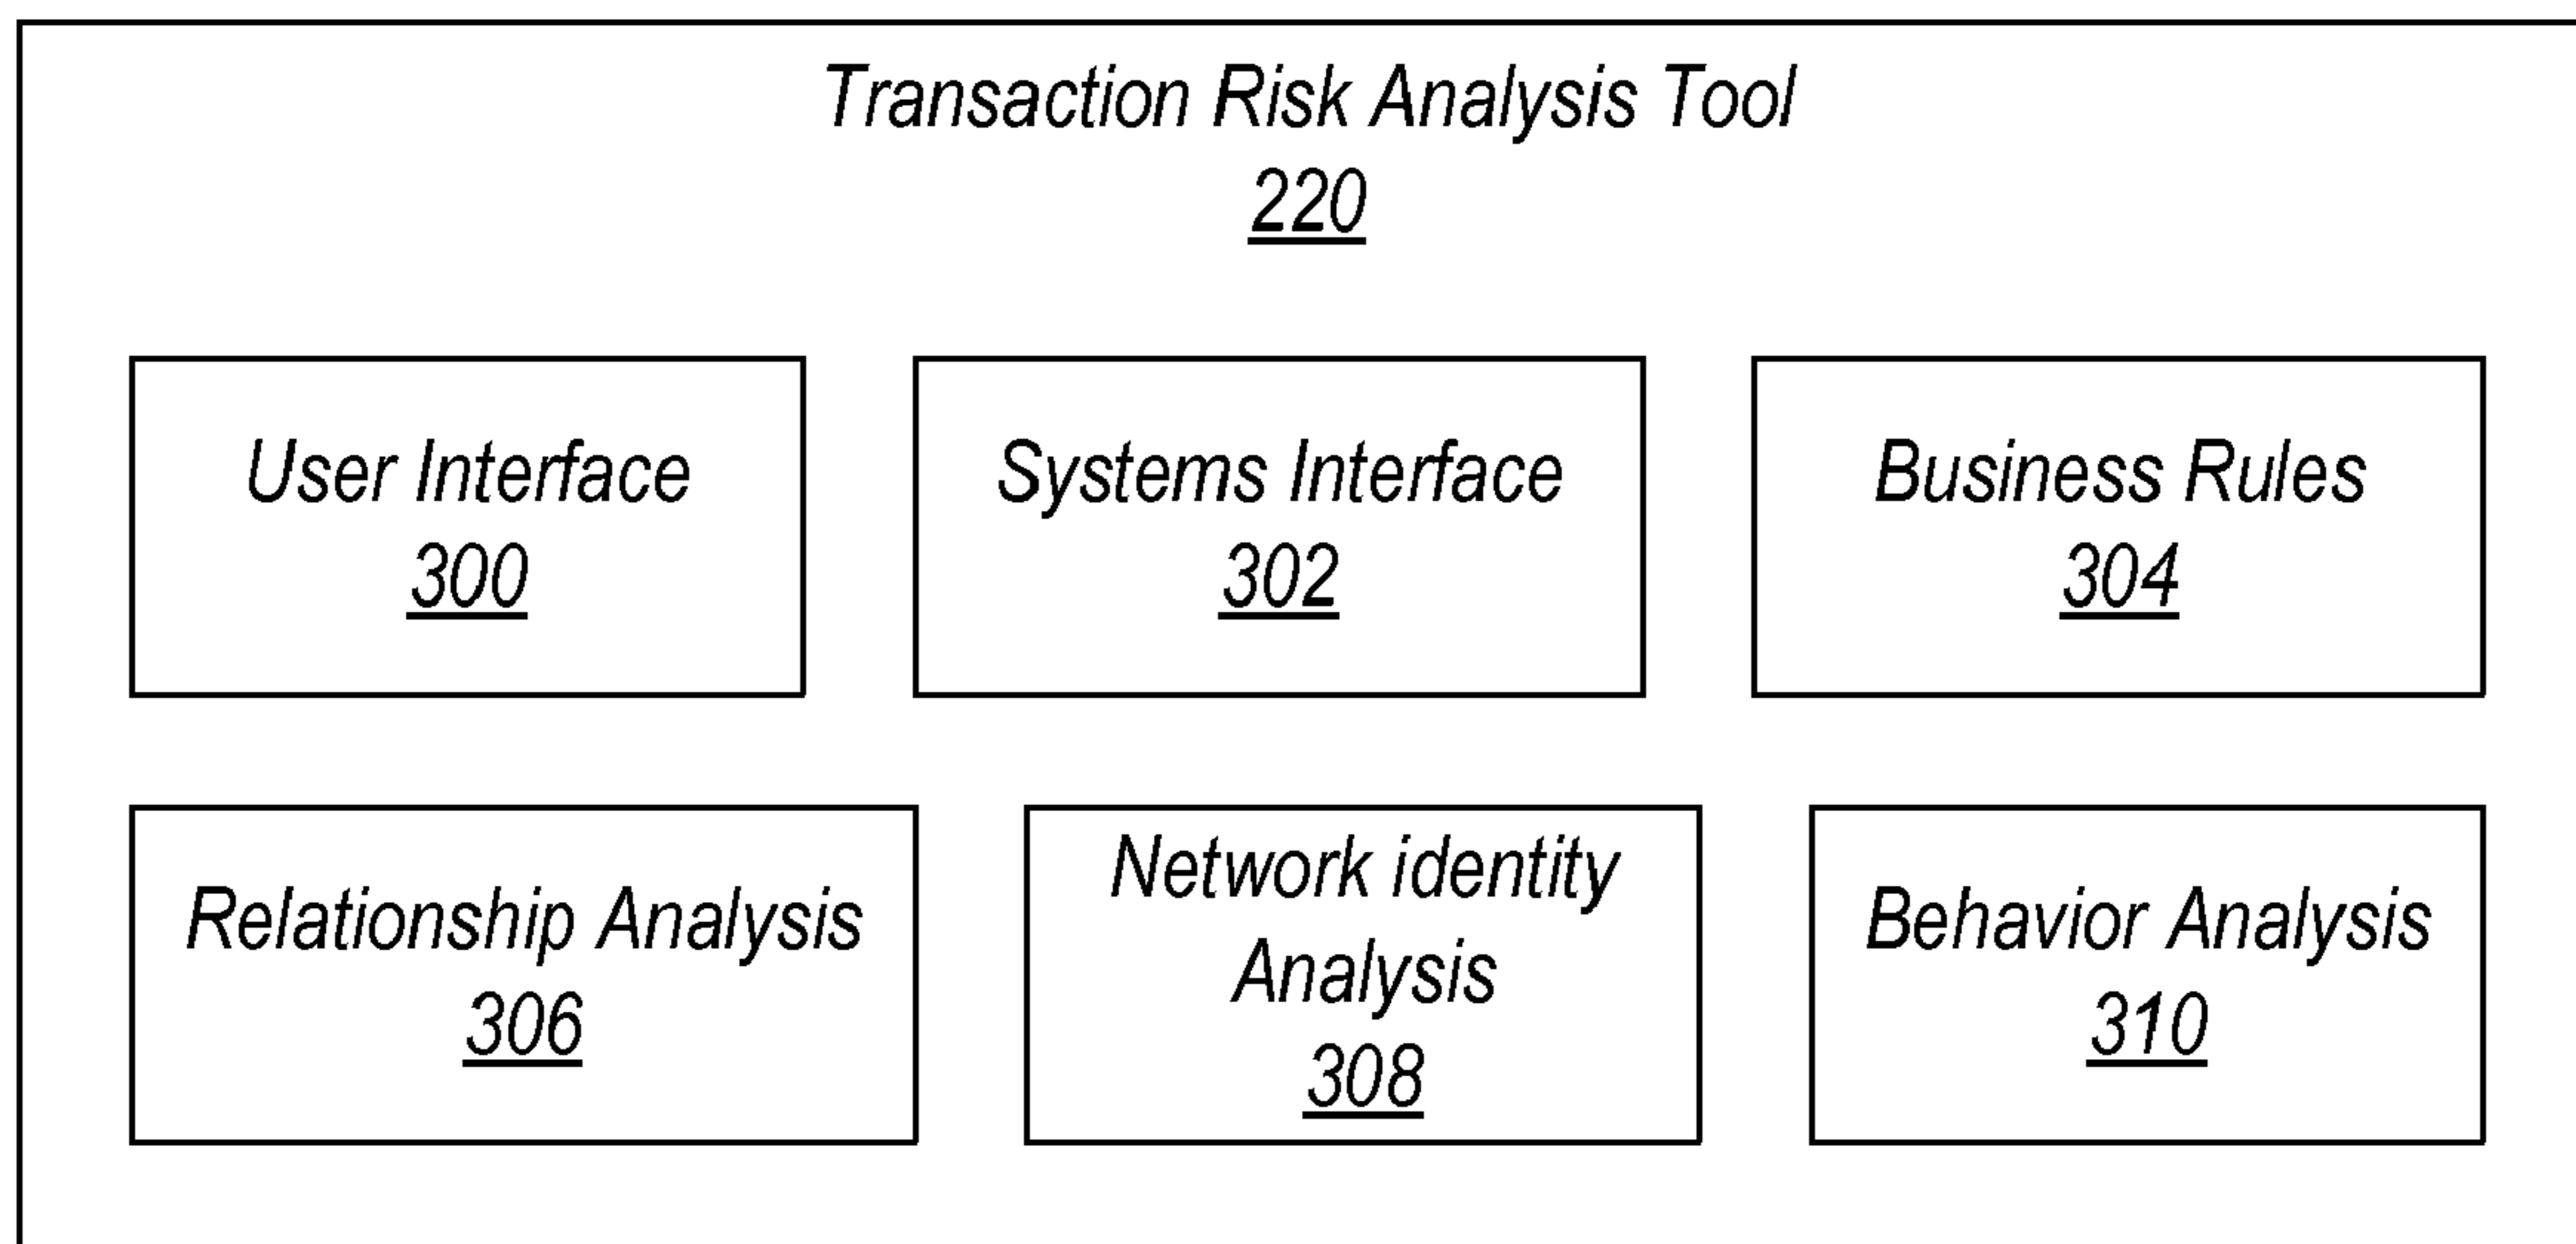 Transaction Risk Analysis Tool
220
User Interface
300
Systems Interface
302
Business Rules
304
Relationship Analysis
306
Network identity
Analysis
308
Behavior Analysis
310